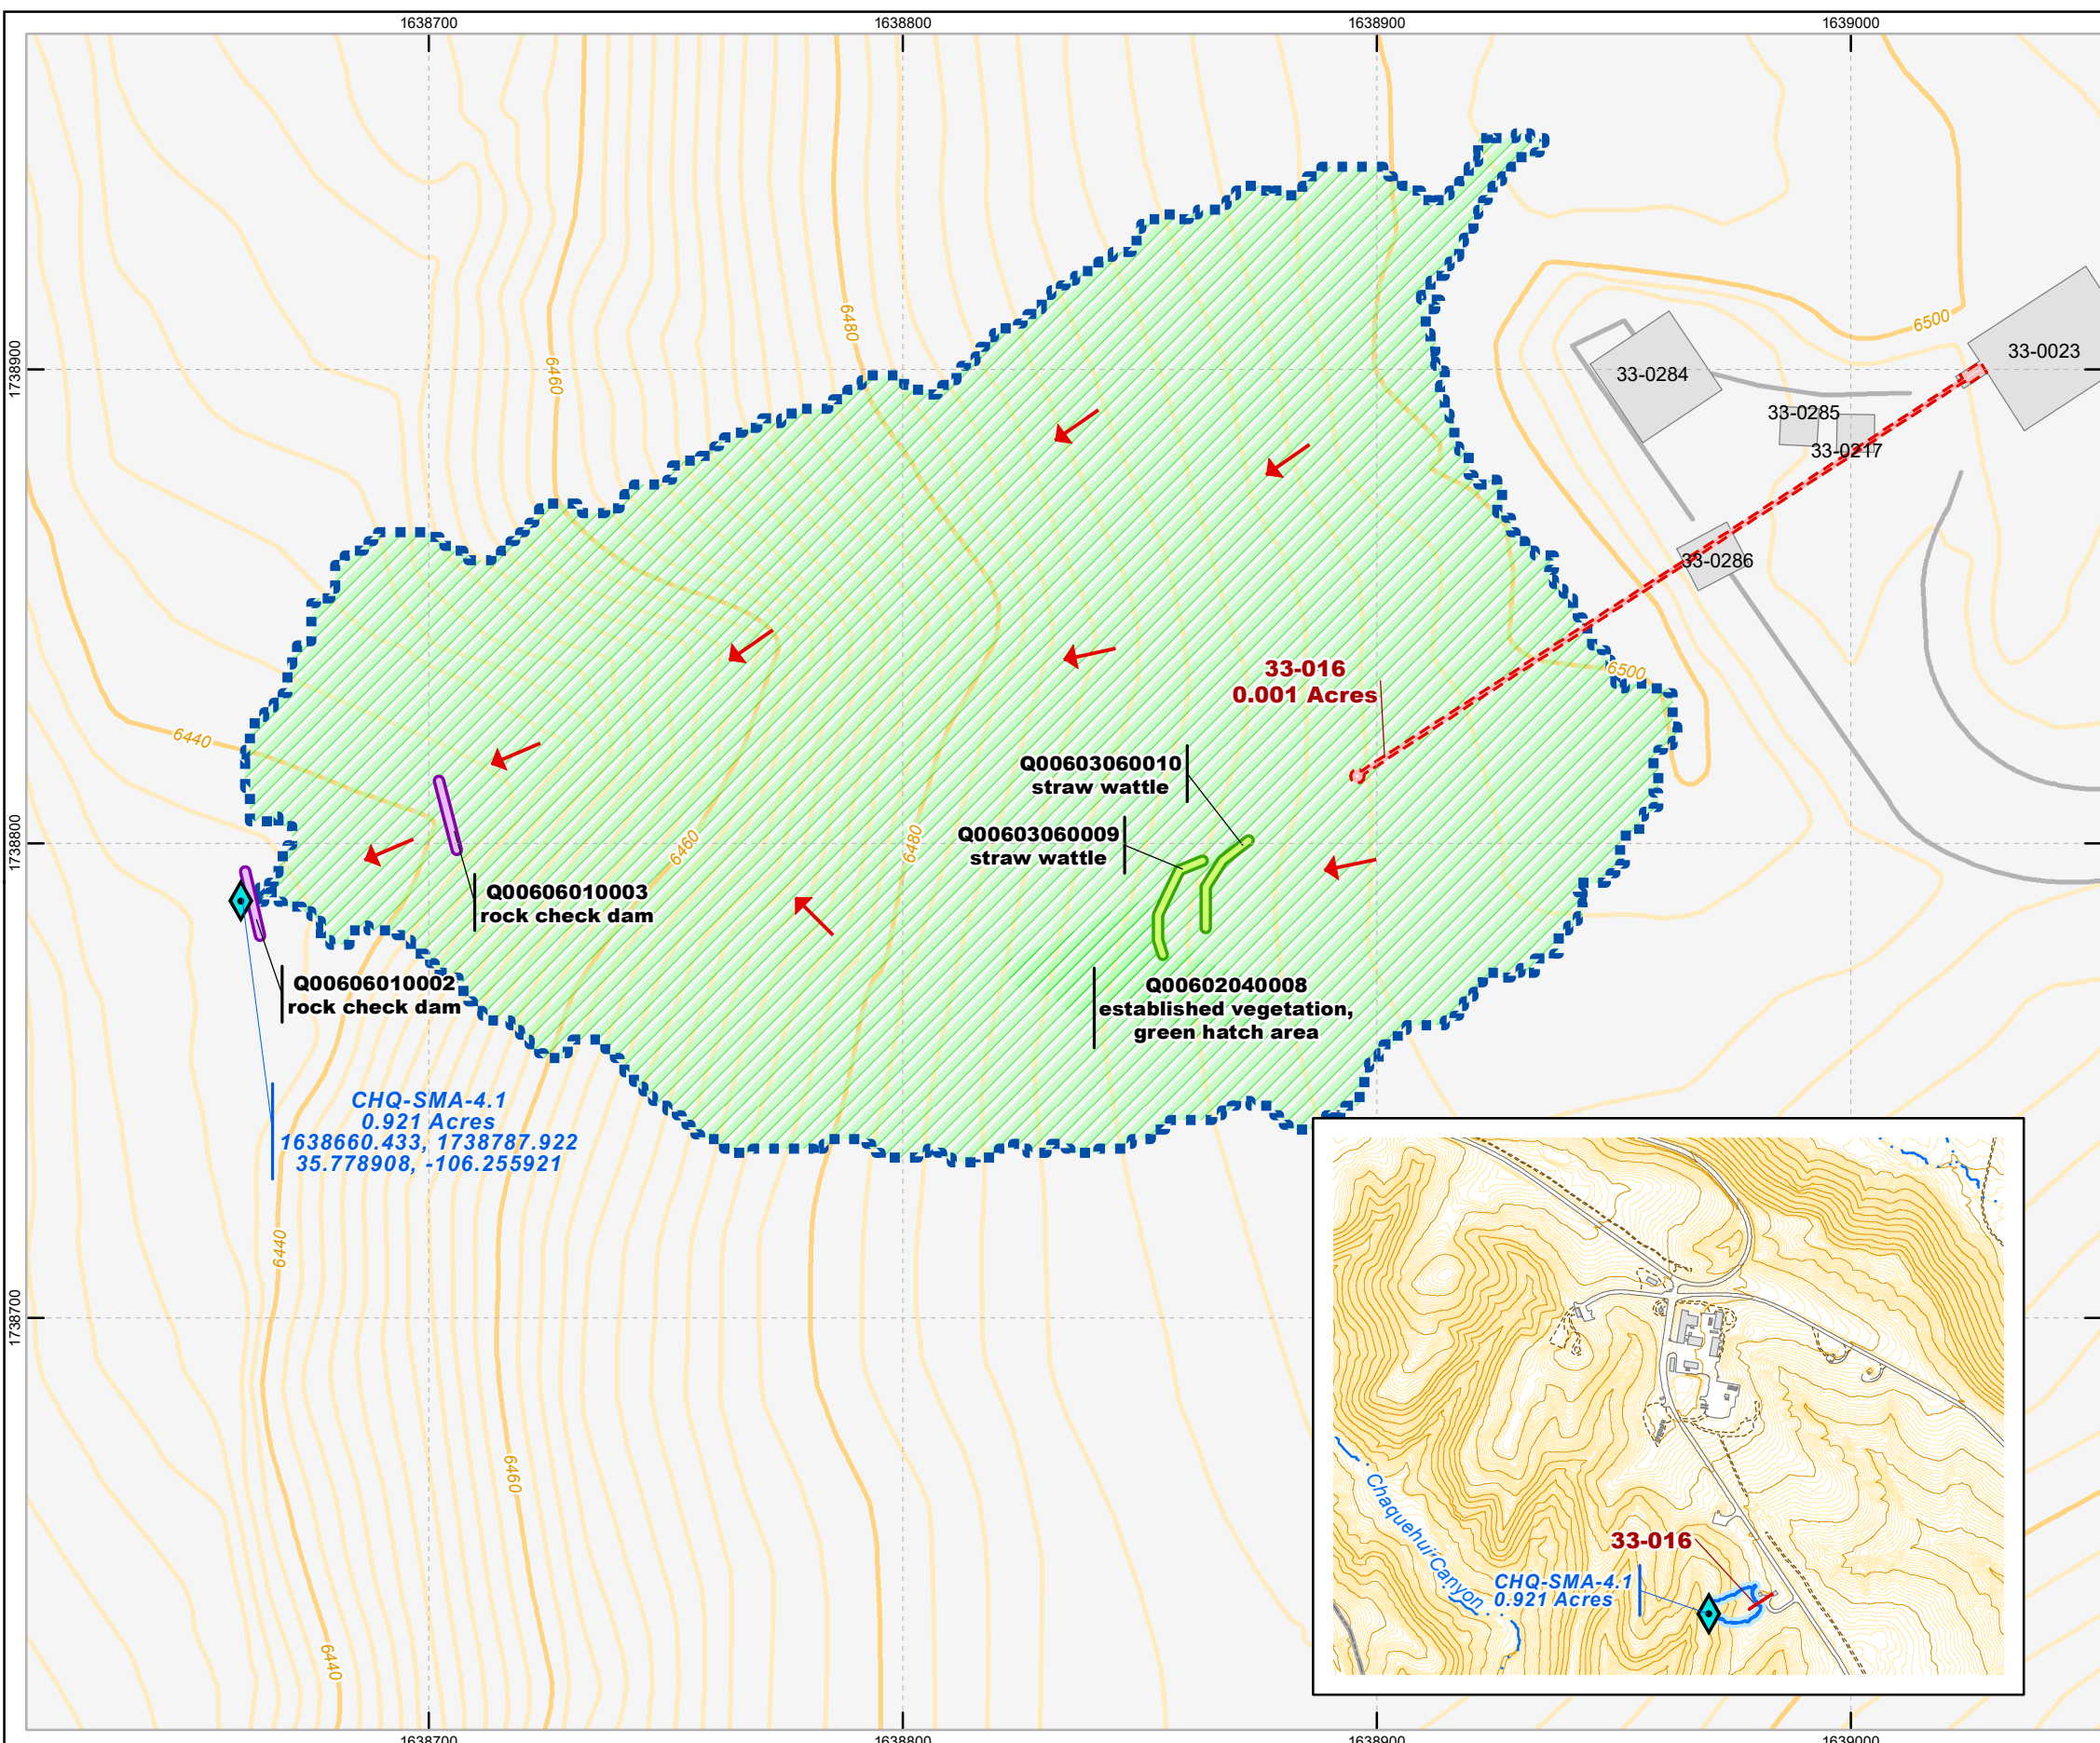 1638700
1638800
1638900
1639000
1738900
1738800
1738700
6480
6460
6500
33-0023
33-0284
33-0285
33-0217
33-0286
33-016
0.001 Acres
6500
6440
Q00603060010
straw wattle
Q00603060009
straw wattle
6460
6480
Q00606010003
rock check dam
Q00606010002
rock check dam
Q00602040008
established vegetation,
green hatch area
CHQ-SMA-4.1
0.921 Acres
1638660.433, 1738787.922
35.778908, -106.255921
6440
6460
6440
Chaquehui Canyon
33-016
CHQ-SMA-4.1
0.921 Acres
1638700
1638800
1638900
1639000